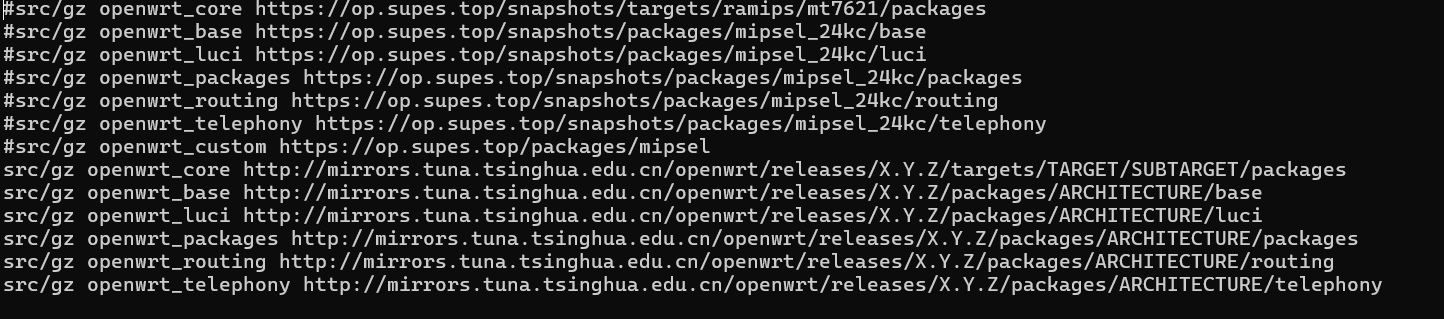 #src/gz openwrt_core https://op.supes.top/snapshots/targets/ramips/mt7621/packages
#src/gz openwrt_base https://op.supes.top/snapshots/packages/mipsel_24kc/base
#src/gz openwrt_luci https://op.supes.top/snapshots/packages/mipsel_24kc/luci
#src/gz openwrt_packages https://op.supes.top/snapshots/packages/mipsel_24kc/packages
#src/gz openwrt_routing https://op.supes.top/snapshots/packages/mipsel_24kc/routing
#src/gz openwrt_telephony https://op.supes.top/snapshots/packages/mipsel_24kc/telephony
#src/gz openwrt_custom https://op.supes.top/packages/mipsel
src/gz openwrt_core http://mirrors.tuna.tsinghua.edu.cn/openwrt/releases/X.Y.Z/targets/TARGET/SUBTARGET/packages
src/gz openwrt_base http://mirrors.tuna.tsinghua.edu.cn/openwrt/releases/X.Y.Z/packages/ARCHITECTURE/base
src/gz openwrt_luci http://mirrors.tuna.tsinghua.edu.cn/openwrt/releases/X.Y.Z/packages/ARCHITECTURE/luci
src/gz openwrt_packages http://mirrors.tuna.tsinghua.edu.cn/openwrt/releases/X.Y.Z/packages/ARCHITECTURE/packages
src/gz openwrt_routing http://mirrors.tuna.tsinghua.edu.cn/openwrt/releases/X.Y.Z/packages/ARCHITECTURE/routing
src/gz openwrt_telephony http://mirrors.tuna.tsinghua.edu.cn/openwrt/releases/X.Y.Z/packages/ARCHITECTURE/telephony